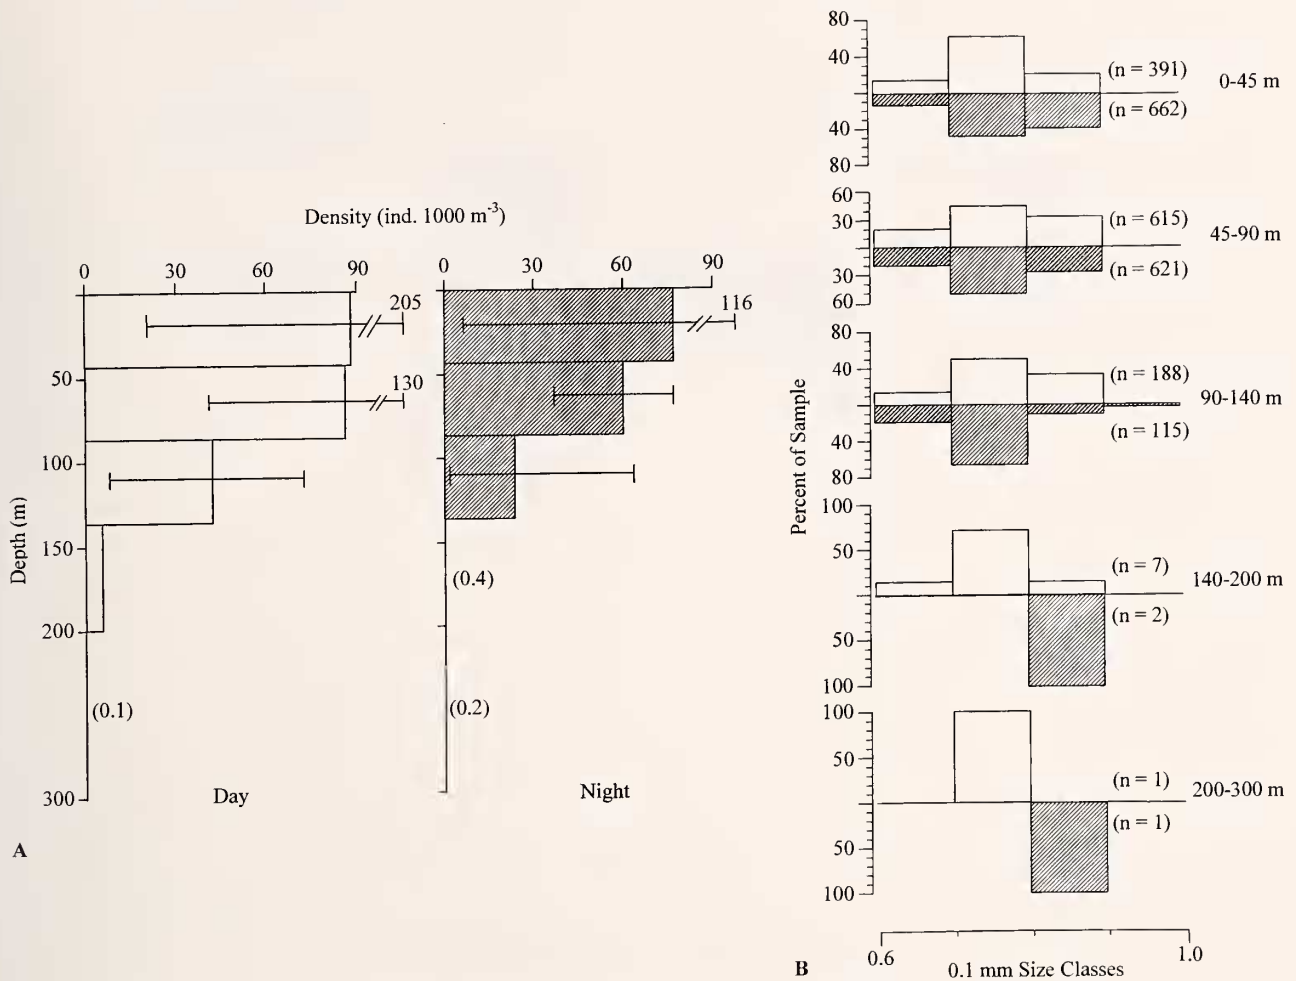 Density (ind. 1000 m-3)
0 30 60 90
0 30 60 90
205
116
130
50
100
150
200
300
Depth (m)
(0.1)
(0.4)
(0.2)
Day
Night
A
80
40
40
80
(n = 391)
(n = 662)
0-45 m
60
30
30
60
(n = 615)
(n = 621)
45-90 m
80
40
40
80
(n = 188)
(n = 115)
90-140 m
100
50
50
100
(n = 7)
(n = 2)
140-200 m
100
50
50
100
(n = 1)
(n = 1)
200-300 m
Percent of Sample
0.6 1.0
0.1 mm Size Classes
B